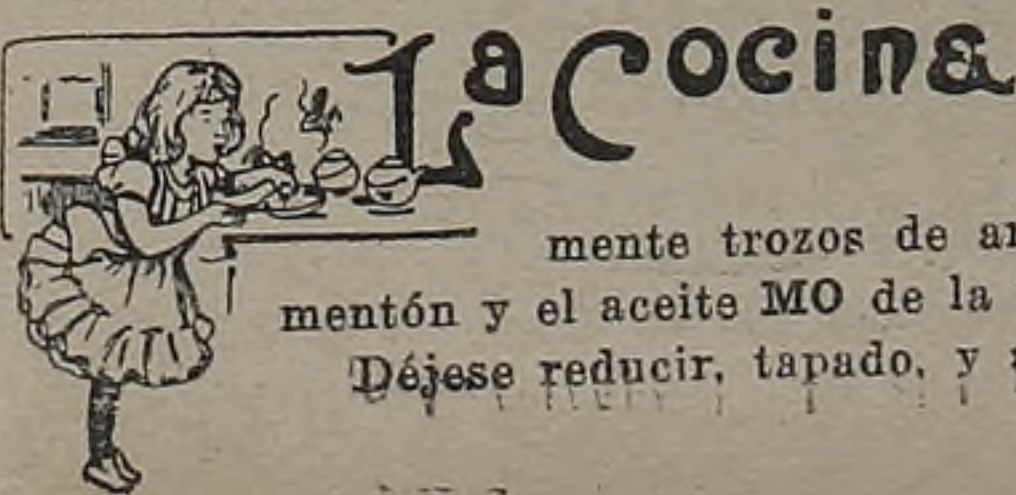 La Cocina
mente trozos de
mentón y el aceite MO de la
Déjese reducir, tapado, y